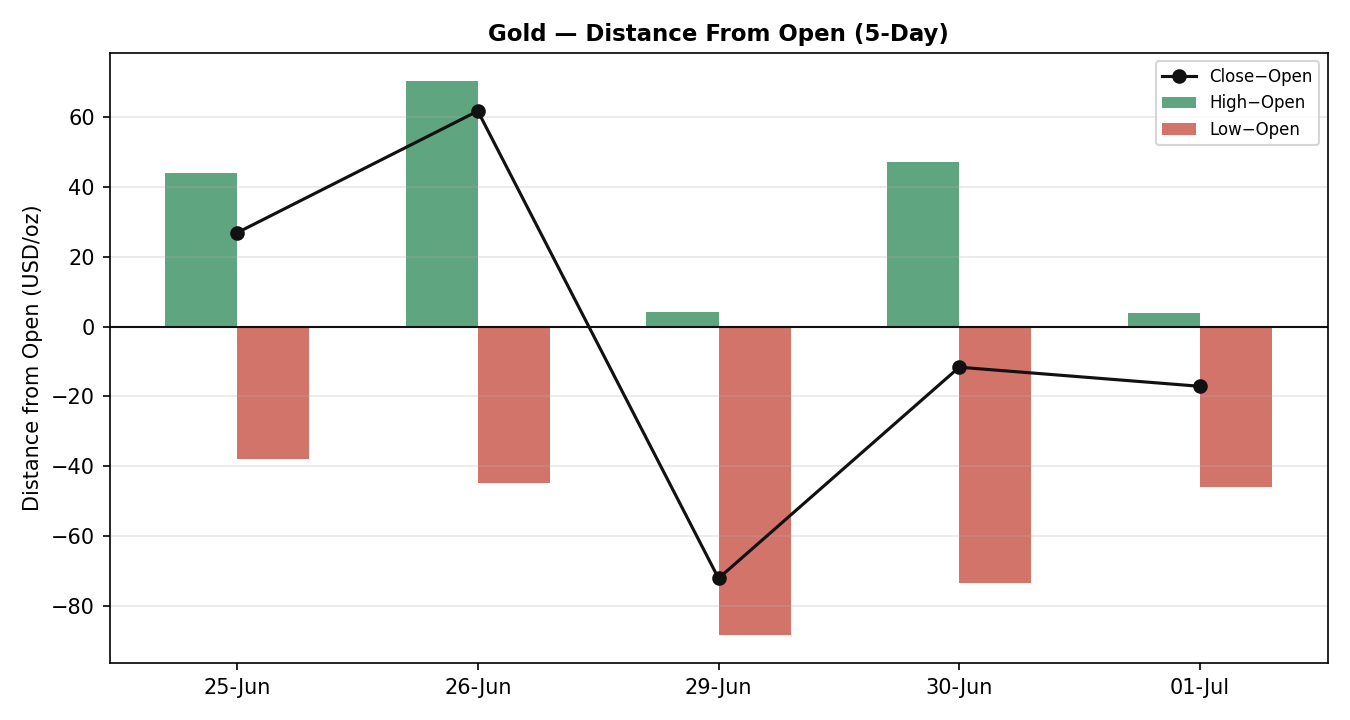 Gold — Distance From Open (5-Day)
Close−Open
High−Open
Low−Open
Distance from Open (USD/oz)
60
40
20
0
−20
−40
−60
−80
25-Jun
26-Jun
29-Jun
30-Jun
01-Jul